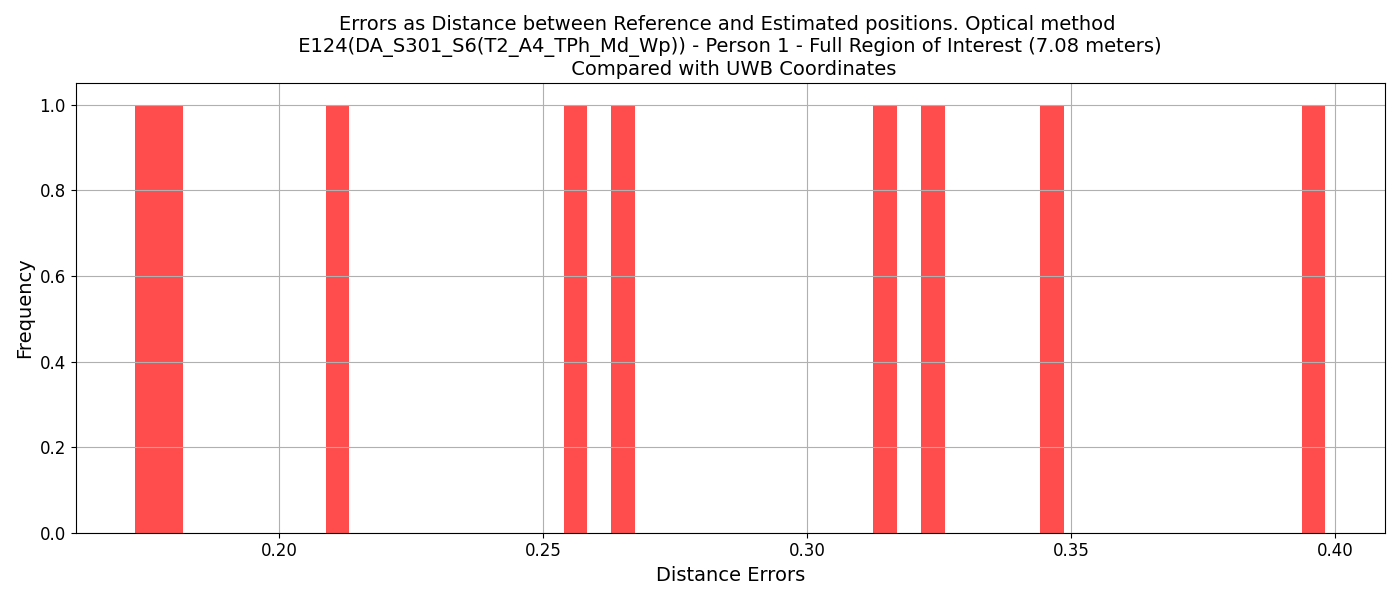 Errors as Distance between Reference and Estimated positions. Optical method
E124(DA_S301_S6(T2_A4_TPh_Md_Wp)) - Person 1 - Full Region of Interest (7.08 meters)
Compared with UWB Coordinates
1.0
0.8
0.6
0.4
0.2
0.0
Frequency
0.20 0.25 0.30 0.35 0.40
Distance Errors